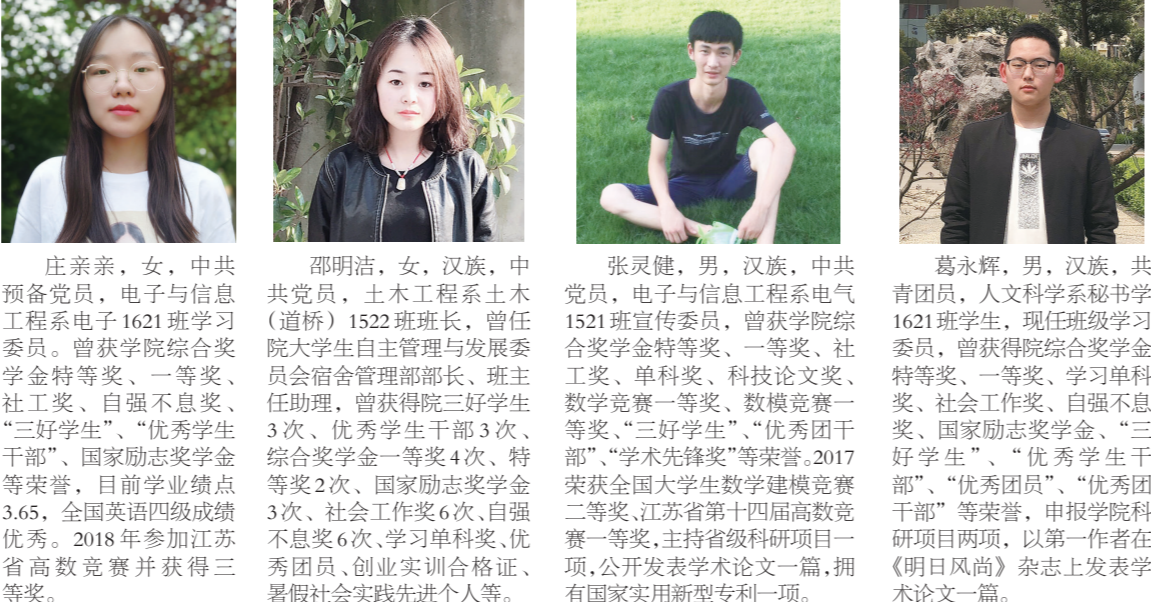 庄亲亲，女，中共
预备党员，电子与信息
工程系电子1621班学习
委员。曾获学院综合奖
学金特等奖、一等奖、
社工奖、自强不息奖、
“三好学生”、“优秀学生
干部”、国家励志奖学金
等荣誉，目前学业绩点
3.65，全国英语四级成绩
优秀。2018年参加江苏
省高数竞赛并获得三
等奖。
邵明洁，女，汉族，中
共党员，土木工程系土木
（道桥）1522班班长，曾任
院大学生自主管理与发展委
员会宿舍管理部部长、班主
任助理，曾获得院三好学生
3次、优秀学生干部3次、
综合奖学金一等奖4次、特
等奖2次、国家励志奖学金
3次、社会工作奖6次、自强
不息奖6次、学习单科奖、优
秀团员、创业实训合格证、
暑假社会实践先进个人等。
张灵健，男，汉族，中共
党员，电子与信息工程系电气
1521班宣传委员，曾获学院综
合奖学金特等奖、一等奖、社
工奖、单科奖、科技论文奖、
数学竞赛一等奖、数模竞赛一
等奖、“三好学生”、“优秀团干
部”、“学术先锋奖”等荣誉。2017
荣获全国大学生数学建模竞赛
二等奖、江苏省第十四届高数竞
赛一等奖，主持省级科研项目一
项，公开发表学术论文一篇，拥
有国家实用新型专利一项。
葛永辉，男，汉族，共
青团员，人文科学系秘书学
1621班学生，现任班级学习
委员，曾获得院综合奖学金
特等奖、一等奖、学习单科
奖、社会工作奖、自强不息
奖、国家励志奖学金、“三
好学生”、“优秀学生干
部”、“优秀团员”、“优秀团
干部”等荣誉，申报学院科
研项目两项，以第一作者在
《明日风尚》杂志上发表学
术论文一篇。